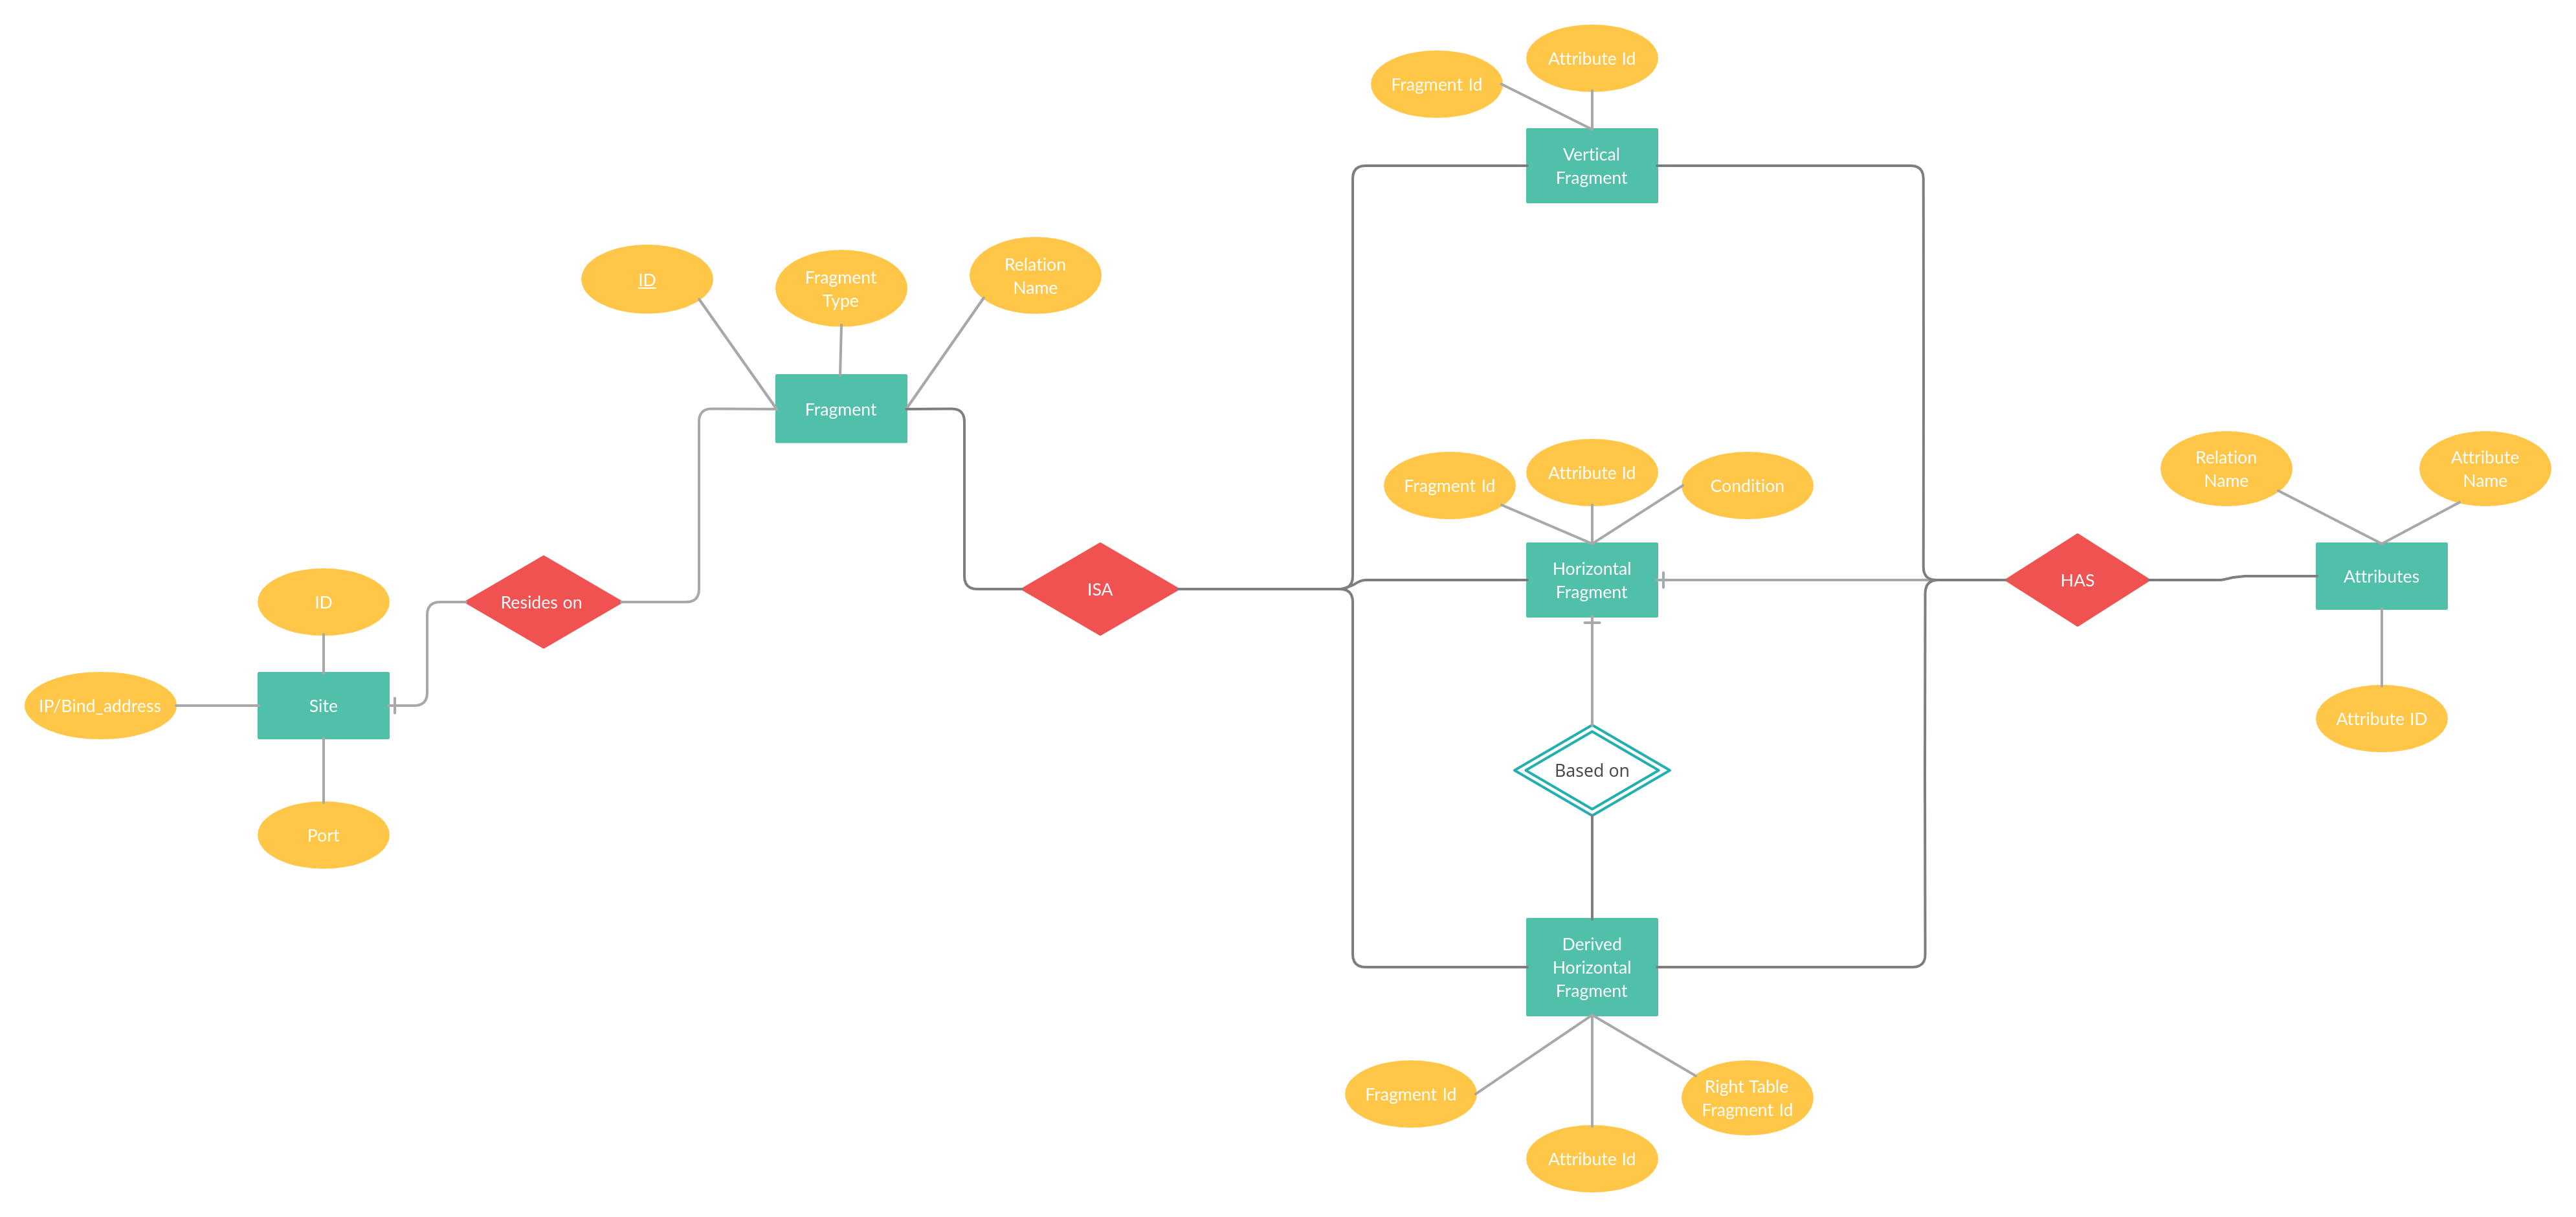 Attribute Id
Fragment Id
Vertical
Fragment
Relation
Name
Fragment
Type
ID
Fragment
Fragment Id
Attribute Id
Condition
Relation
Name
Attribute
Name
Horizontal
Fragment
ISA
HAS
Attributes
Resides on
ID
IP/Bind_address
Site
Attribute ID
Based on
Port
Derived
Horizontal
Fragment
Fragment Id
Right Table
Fragment Id
Attribute Id